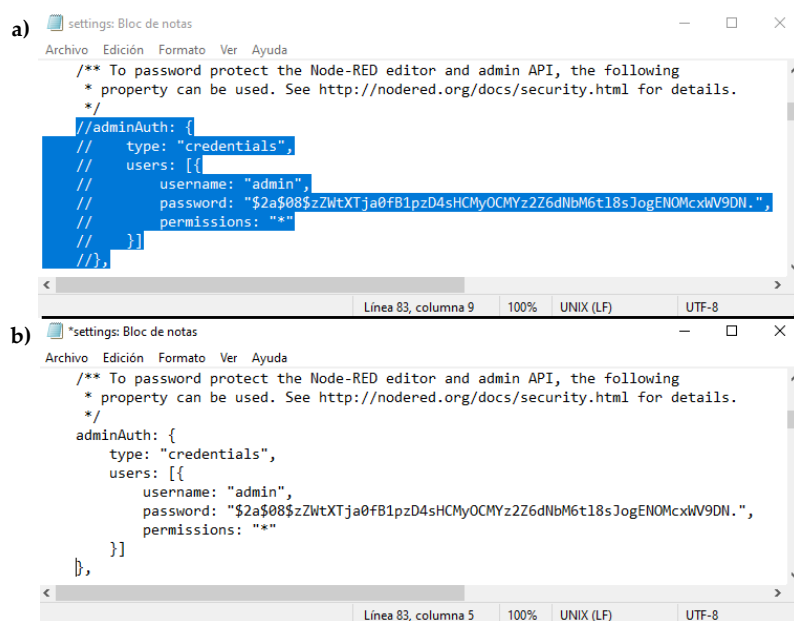 a)
settings: Bloc de notas
Archivo Edición Formato Ver Ayuda
/** To password protect the Node-RED editor and admin API, the following
 * property can be used. See http://nodered.org/docs/security.html for details.
 */
//adminAuth: {
//    type: "credentials",
//    users: [{
//        username: "admin",
//        password: "$2a$08$zZWtXTja0fB1pzD4sHCMyOCMYz2Z6dNbM6tl8sJogENOMcxWV9DN.",
//        permissions: "*"
//    }]
//},
Línea 83, columna 9 100% UNIX (LF) UTF-8
b)
*settings: Bloc de notas
Archivo Edición Formato Ver Ayuda
/** To password protect the Node-RED editor and admin API, the following
 * property can be used. See http://nodered.org/docs/security.html for details.
 */
adminAuth: {
    type: "credentials",
    users: [{
        username: "admin",
        password: "$2a$08$zZWtXTja0fB1pzD4sHCMyOCMYz2Z6dNbM6tl8sJogENOMcxWV9DN.",
        permissions: "*"
    }]
},
Línea 83, columna 5 100% UNIX (LF) UTF-8